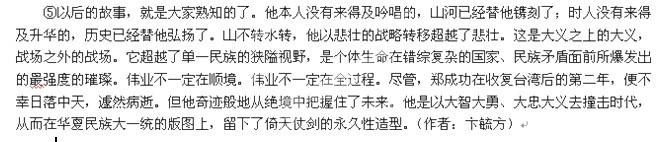 ⑤以后的故事，就是大家熟知的了。他本人没有来得及吟唱的，山河已经替他镌刻了；时人没有来得
及升华的，历史已经替他弘扬了。山不转水转，他以悲壮的战略转移超越了悲壮。这是大义之上的大义，
战场之外的战场。它超越了单一民族的狭隘视野，是个体生命在错综复杂的国家、民族矛盾面前所爆发出
的最强度的璀璨。伟业不一定在顺境。伟业不一定在全过程。尽管，郑成功在收复台湾后的第二年，便不
幸日落中天，遽然病逝。但他奇迹般地从绝境中把握住了未来。他是以大智大勇、大忠大义去撞击时代，
从而在华夏民族大一统的版图上，留下了倚天仗剑的永久性造型。（作者：卞毓方）